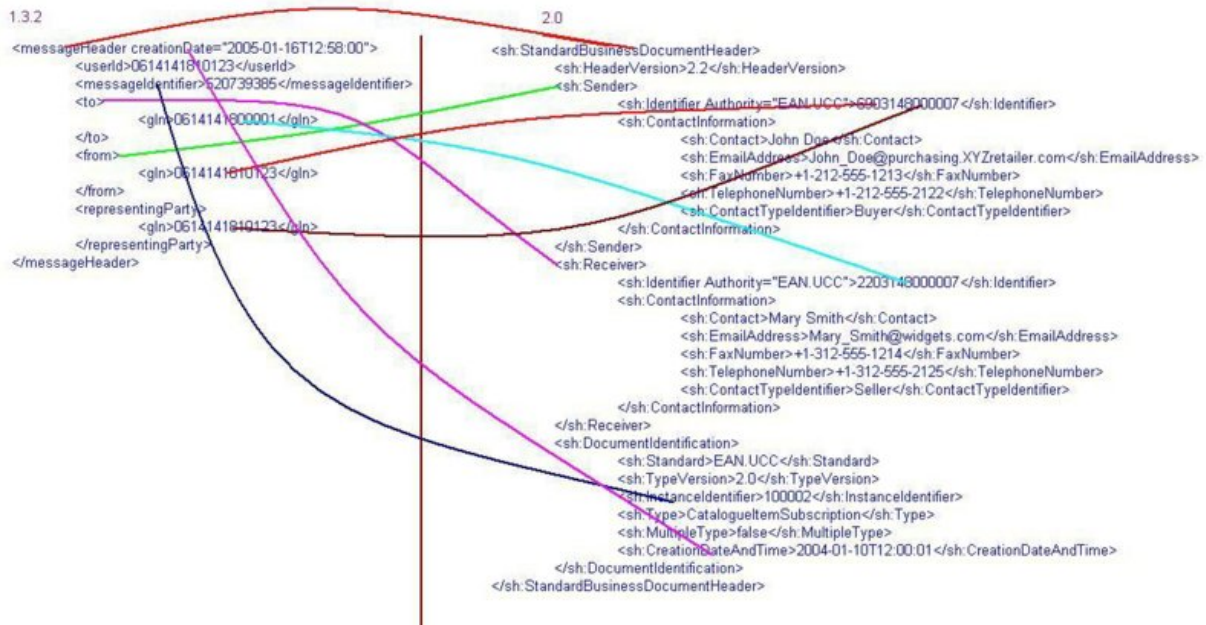 1.3.2
<messageHeader creationDate="2005-01-16T12:58:00">
<userId>0614141810123</userId>
<messageIdentifier>520739385</messageIdentifier>
<to>
<gln>0614141800001</gln>
</to>
<from>
<gln>0614141810123</gln>
</from>
<representingParty>
<gln>0614141810123</gln>
</representingParty>
</messageHeader>
2.0
<sh:StandardBusinessDocumentHeader>
<sh:HeaderVersion>2.2</sh:HeaderVersion>
<sh:Sender>
<sh:Identifier Authority="EAN.UCC">6903148000007</sh:Identifier>
<sh:ContactInformation>
<sh:Contact>John Doe</sh:Contact>
<sh:EmailAddress>John_Doe@purchasing.XYZretailer.com</sh:EmailAddress>
<sh:FaxNumber>+1-212-555-1213</sh:FaxNumber>
<sh:TelephoneNumber>+1-212-555-2122</sh:TelephoneNumber>
<sh:ContactTypeIdentifier>Buyer</sh:ContactTypeIdentifier>
</sh:ContactInformation>
</sh:Sender>
<sh:Receiver>
<sh:Identifier Authority="EAN.UCC">2203148000007</sh:Identifier>
<sh:ContactInformation>
<sh:Contact>Mary Smith</sh:Contact>
<sh:EmailAddress>Mary_Smith@widgets.com</sh:EmailAddress>
<sh:FaxNumber>+1-312-555-1214</sh:FaxNumber>
<sh:TelephoneNumber>+1-312-555-2125</sh:TelephoneNumber>
<sh:ContactTypeIdentifier>Seller</sh:ContactTypeIdentifier>
</sh:ContactInformation>
</sh:Receiver>
<sh:DocumentIdentification>
<sh:Standard>EAN.UCC</sh:Standard>
<sh:TypeVersion>2.0</sh:TypeVersion>
<sh:InstanceIdentifier>100002</sh:InstanceIdentifier>
<sh:Type>CatalogueItemSubscription</sh:Type>
<sh:MultipleType>false</sh:MultipleType>
<sh:CreationDateAndTime>2004-01-10T12:00:01</sh:CreationDateAndTime>
</sh:DocumentIdentification>
</sh:StandardBusinessDocumentHeader>